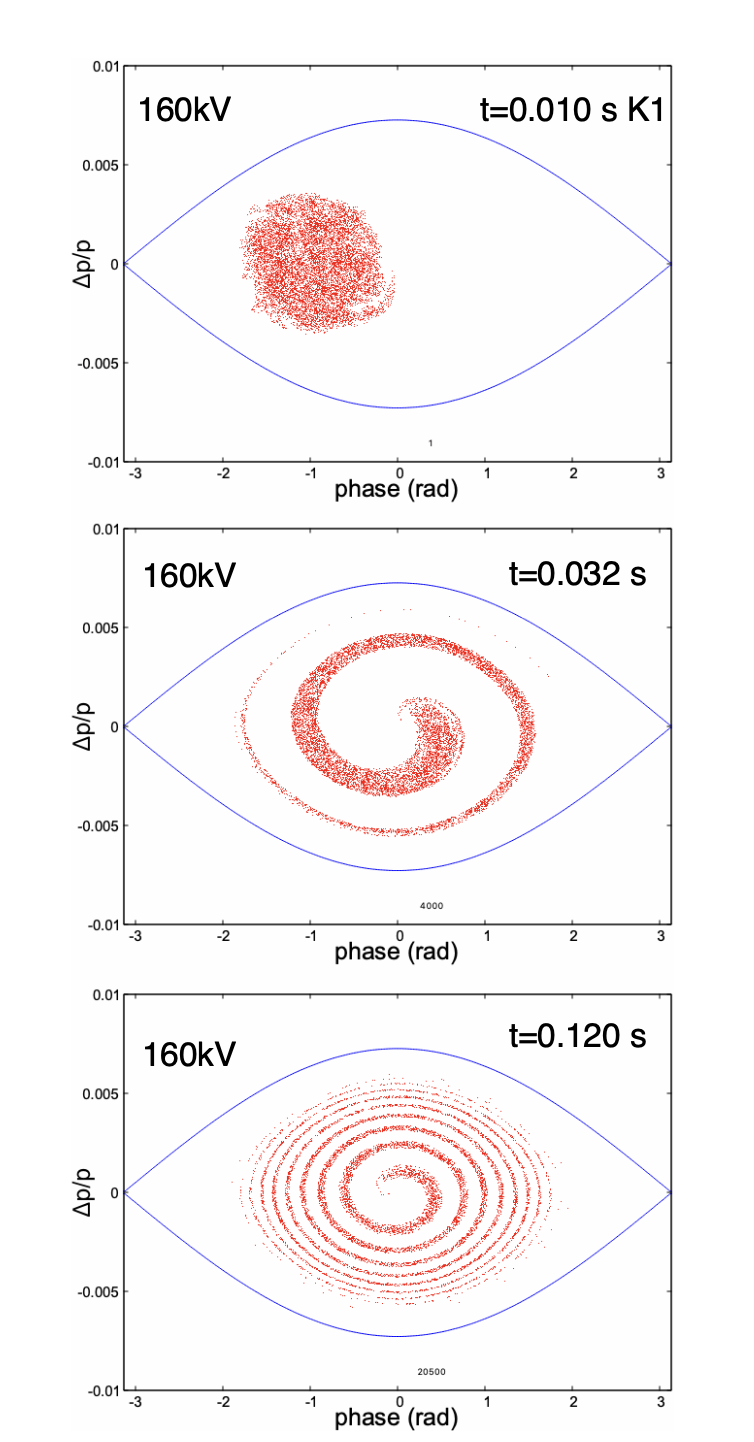 0.01
160kV t=0.010 s K1
0.005
Δp/p
0
-0.005
1
-0.01
-3 -2 -1 0 1 2 3
phase (rad)
0.01
160kV t=0.032 s
0.005
Δp/p
0
-0.005
4000
-0.01
-3 -2 -1 0 1 2 3
phase (rad)
0.01
160kV t=0.120 s
0.005
Δp/p
0
-0.005
20500
-0.01
-3 -2 -1 0 1 2 3
phase (rad)